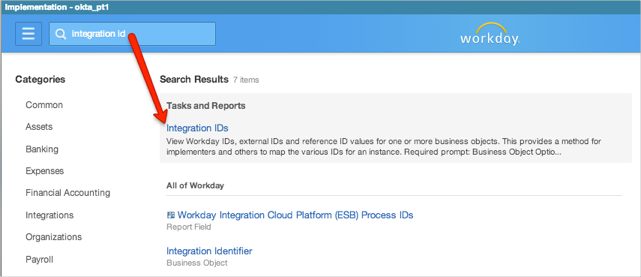 Implementation - okta_pt1
integration id
workday.
Categories
Common
Assets
Banking
Expenses
Financial Accounting
Integrations
Organizations
Payroll
Search Results 7 items
Tasks and Reports
Integration IDs
View Workday IDs, external IDs and reference ID values for one or more business objects. This provides a method for
implementers and others to map the various IDs for an instance. Required prompt: Business Object Optio...
All of Workday
Workday Integration Cloud Platform (ESB) Process IDs
Report Field
Integration Identifier
Business Object